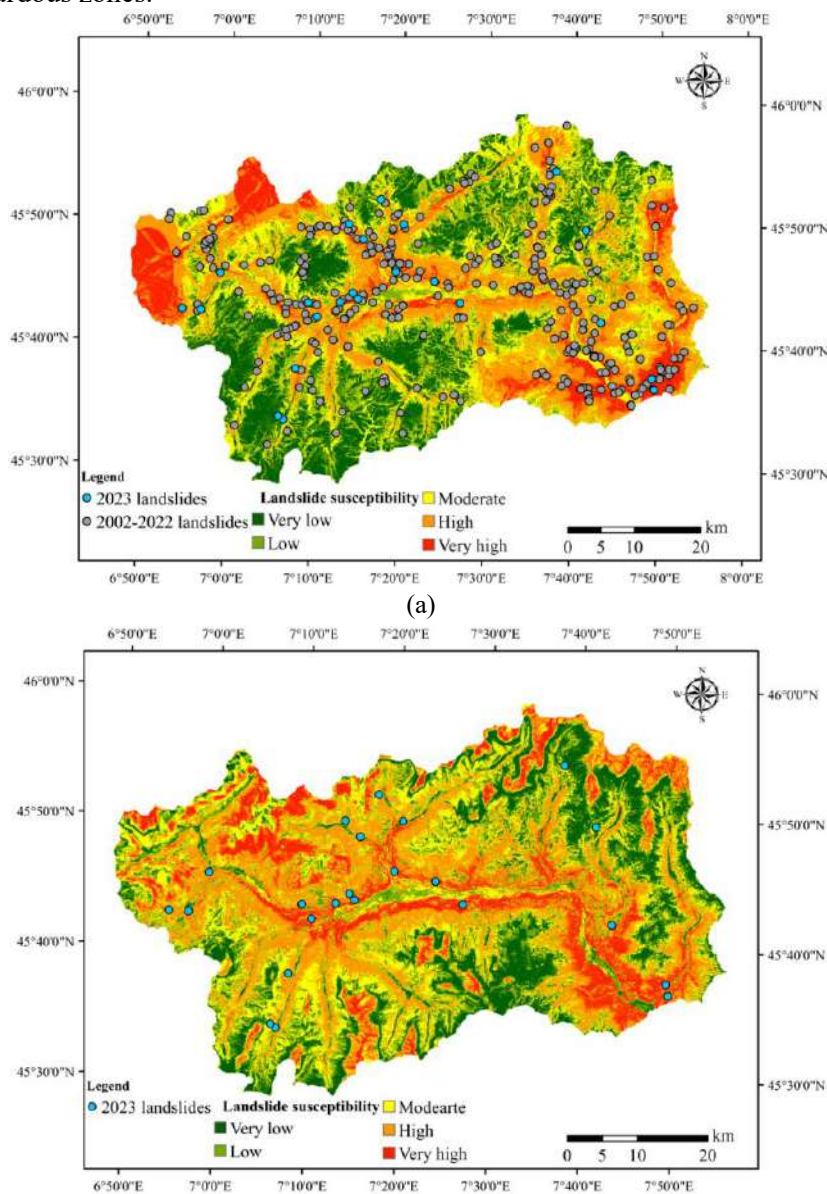 6°50'0"E 7°0'0"E 7°10'0"E 7°20'0"E 7°30'0"E 7°40'0"E 7°50'0"E 8°0'0"E
N
W E
S
46°0'0"N 46°0'0"N
45°50'0"N 45°50'0"N
45°40'0"N 45°40'0"N
45°30'0"N 45°30'0"N
Legend
2023 landslides Landslide susceptibility Moderate
2002-2022 landslides Very low High
Low Very high
km
0 5 10 20
6°50'0"E 7°0'0"E 7°10'0"E 7°20'0"E 7°30'0"E 7°40'0"E 7°50'0"E 8°0'0"E
(a)
6°50'0"E 7°0'0"E 7°10'0"E 7°20'0"E 7°30'0"E 7°40'0"E 7°50'0"E
N
W E
S
46°0'0"N 46°0'0"N
45°50'0"N 45°50'0"N
45°40'0"N 45°40'0"N
45°30'0"N 45°30'0"N
Legend
2023 landslides Landslide susceptibility Modearte
Very low High
Low Very high
km
0 5 10 20
6°50'0"E 7°0'0"E 7°10'0"E 7°20'0"E 7°30'0"E 7°40'0"E 7°50'0"E